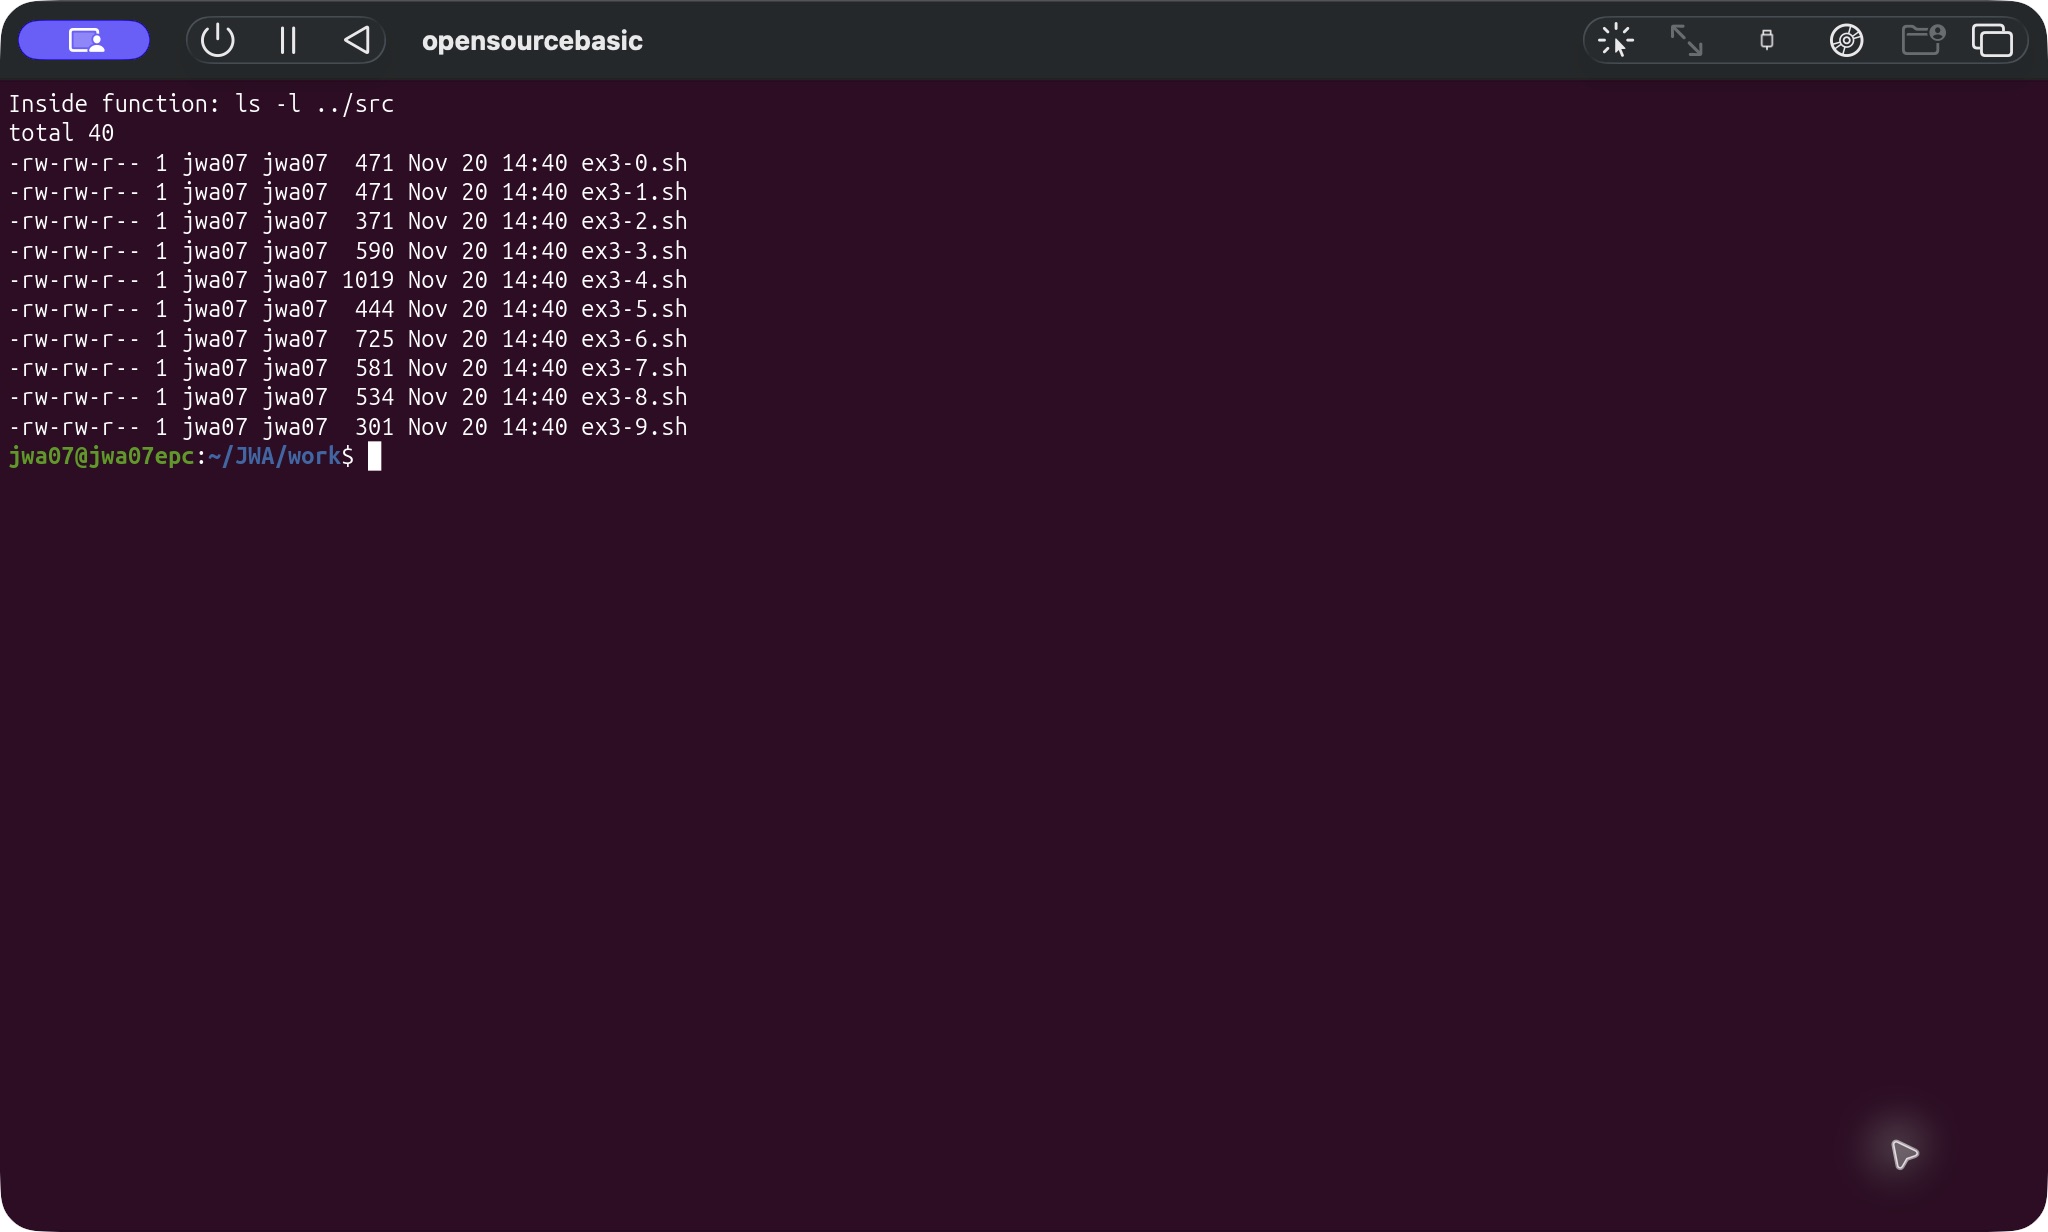 opensourcebasic
Inside function: ls -l ../src
total 40
-rw-rw-r-- 1 jwa07 jwa07  471 Nov 20 14:40 ex3-0.sh
-rw-rw-r-- 1 jwa07 jwa07  471 Nov 20 14:40 ex3-1.sh
-rw-rw-r-- 1 jwa07 jwa07  371 Nov 20 14:40 ex3-2.sh
-rw-rw-r-- 1 jwa07 jwa07  590 Nov 20 14:40 ex3-3.sh
-rw-rw-r-- 1 jwa07 jwa07 1019 Nov 20 14:40 ex3-4.sh
-rw-rw-r-- 1 jwa07 jwa07  444 Nov 20 14:40 ex3-5.sh
-rw-rw-r-- 1 jwa07 jwa07  725 Nov 20 14:40 ex3-6.sh
-rw-rw-r-- 1 jwa07 jwa07  581 Nov 20 14:40 ex3-7.sh
-rw-rw-r-- 1 jwa07 jwa07  534 Nov 20 14:40 ex3-8.sh
-rw-rw-r-- 1 jwa07 jwa07  301 Nov 20 14:40 ex3-9.sh
jwa07@jwa07epc:~/JWA/work$